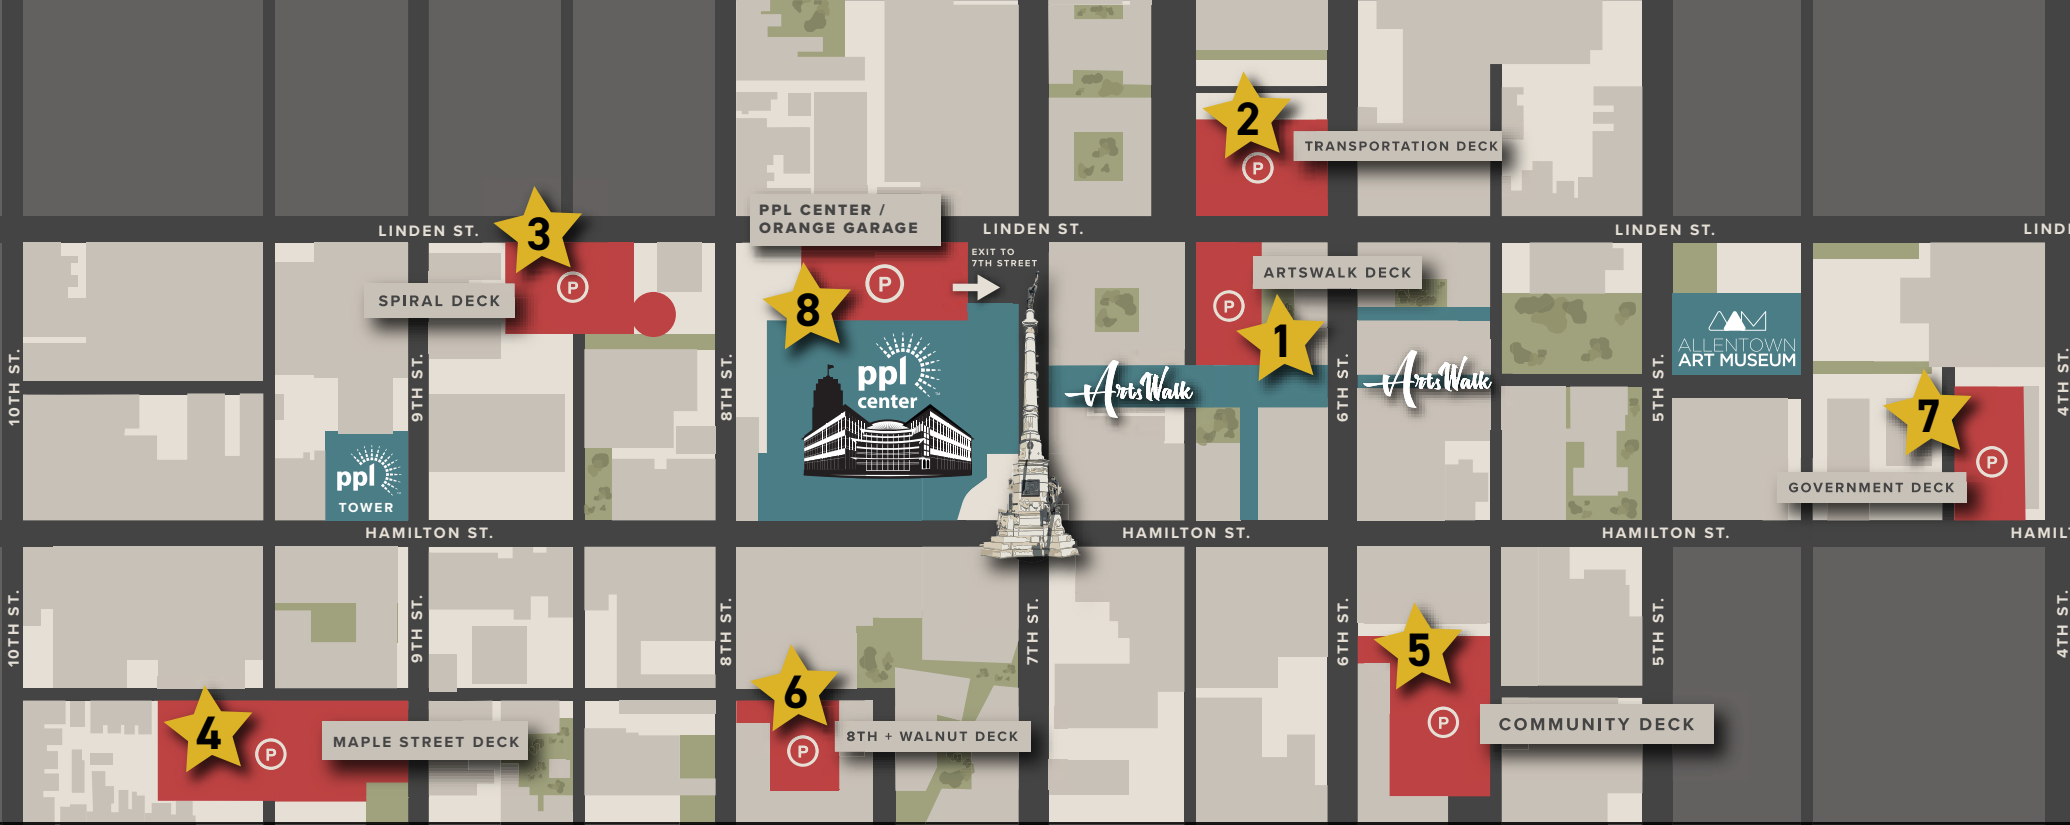 2
P
TRANSPORTATION DECK
3
PPL CENTER /
ORANGE GARAGE
LINDEN ST.
LINDEN ST.
LINDEN ST.
LIND
EXIT TO
7TH STREET
P
SPIRAL DECK
8
P
ARTSWALK DECK
P
1
ALLENTOWN
ART MUSEUM
10TH ST.
9TH ST.
8TH ST.
ppl
center
ArtsWalk
6TH ST.
ArtsWalk
5TH ST.
4TH ST.
7
P
GOVERNMENT DECK
ppl
TOWER
HAMILTON ST.
HAMILTON ST.
HAMILTON ST.
HAMILT
10TH ST.
9TH ST.
8TH ST.
7TH ST.
6TH ST.
5TH ST.
4TH ST.
4
P
MAPLE STREET DECK
6
P
8TH + WALNUT DECK
5
P
COMMUNITY DECK